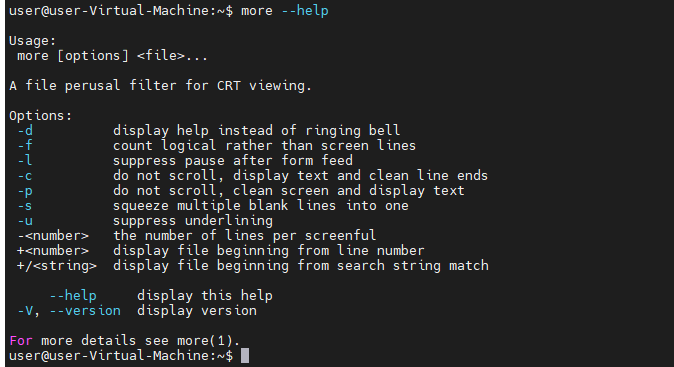 user@user-Virtual-Machine:~$ more --help

Usage:
 more [options] <file>...

A file perusal filter for CRT viewing.

Options:
 -d          display help instead of ringing bell
 -f          count logical rather than screen lines
 -l          suppress pause after form feed
 -c          do not scroll, display text and clean line ends
 -p          do not scroll, clean screen and display text
 -s          squeeze multiple blank lines into one
 -u          suppress underlining
 -<number>   the number of lines per screenful
 +<number>   display file beginning from line number
 +/<string>  display file beginning from search string match

     --help     display this help
 -V, --version  display version

For more details see more(1).
user@user-Virtual-Machine:~$